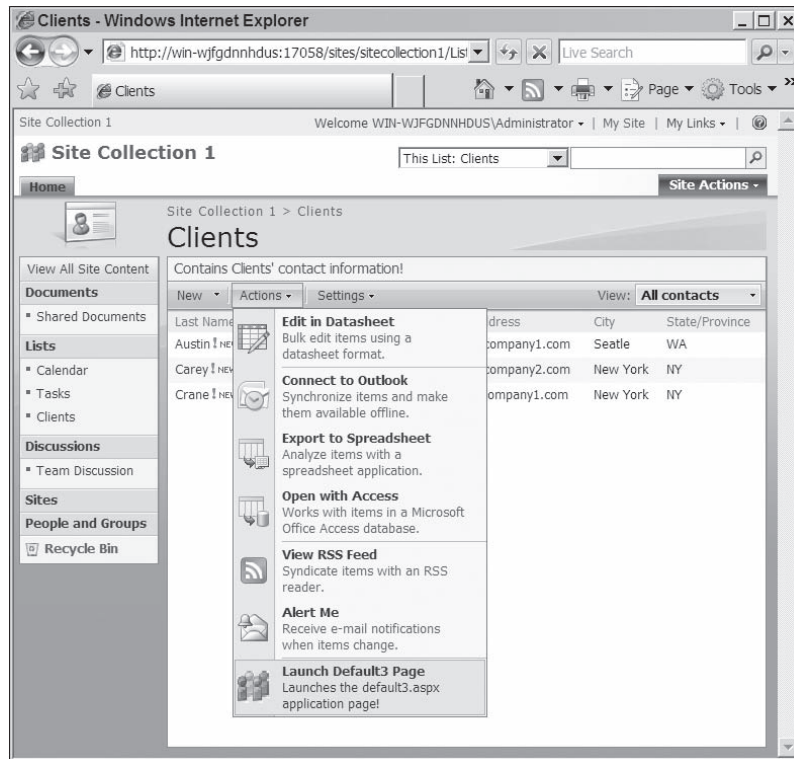 Clients - Windows Internet Explorer
http://win-wjfgdnnhdus:17058/sites/sitecollection1/Lis
Live Search
Clients
Page
Tools
Site Collection 1
Welcome WIN-WJFGDNNHDUS\Administrator
My Site
My Links
Site Collection 1
This List: Clients
Home
Site Actions
Site Collection 1 > Clients
Clients
View All Site Content
Contains Clients' contact information!
Documents
New
Actions
Settings
View: All contacts
Shared Documents
Last Name
dress
City
State/Province
Lists
Austin ! NEW
company1.com
Seatle
WA
Calendar
Carey ! NEW
company2.com
New York
NY
Tasks
Crane ! NEW
ompany1.com
New York
NY
Clients
Discussions
Team Discussion
Sites
People and Groups
Recycle Bin
Edit in Datasheet
Bulk edit items using a
datasheet format.
Connect to Outlook
Synchronize items and make
them available offline.
Export to Spreadsheet
Analyze items with a
spreadsheet application.
Open with Access
Works with items in a Microsoft
Office Access database.
View RSS Feed
Syndicate items with an RSS
reader.
Alert Me
Receive e-mail notifications
when items change.
Launch Default3 Page
Launches the default3.aspx
application page!